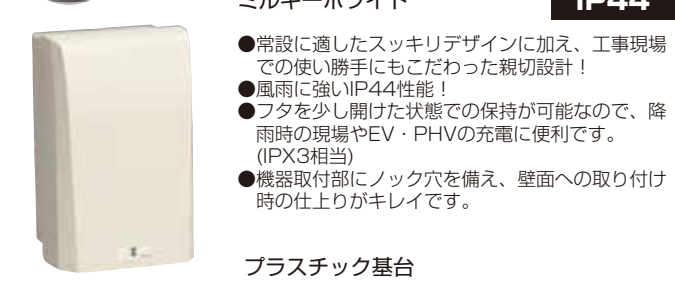 ミルキーホワイト
IP44
●常設に適したスッキリデザインに加え、工事現場
での使い勝手にもこだわった親切設計！
●風雨に強いIP44性能！
●フタを少し開けた状態での保持が可能なので、降
雨時の現場やEV・PHVの充電に便利です。
(IPX3相当)
●機器取付部にノック穴を備え、壁面への取り付け
時の仕上りがキレイです。
プラスチック基台